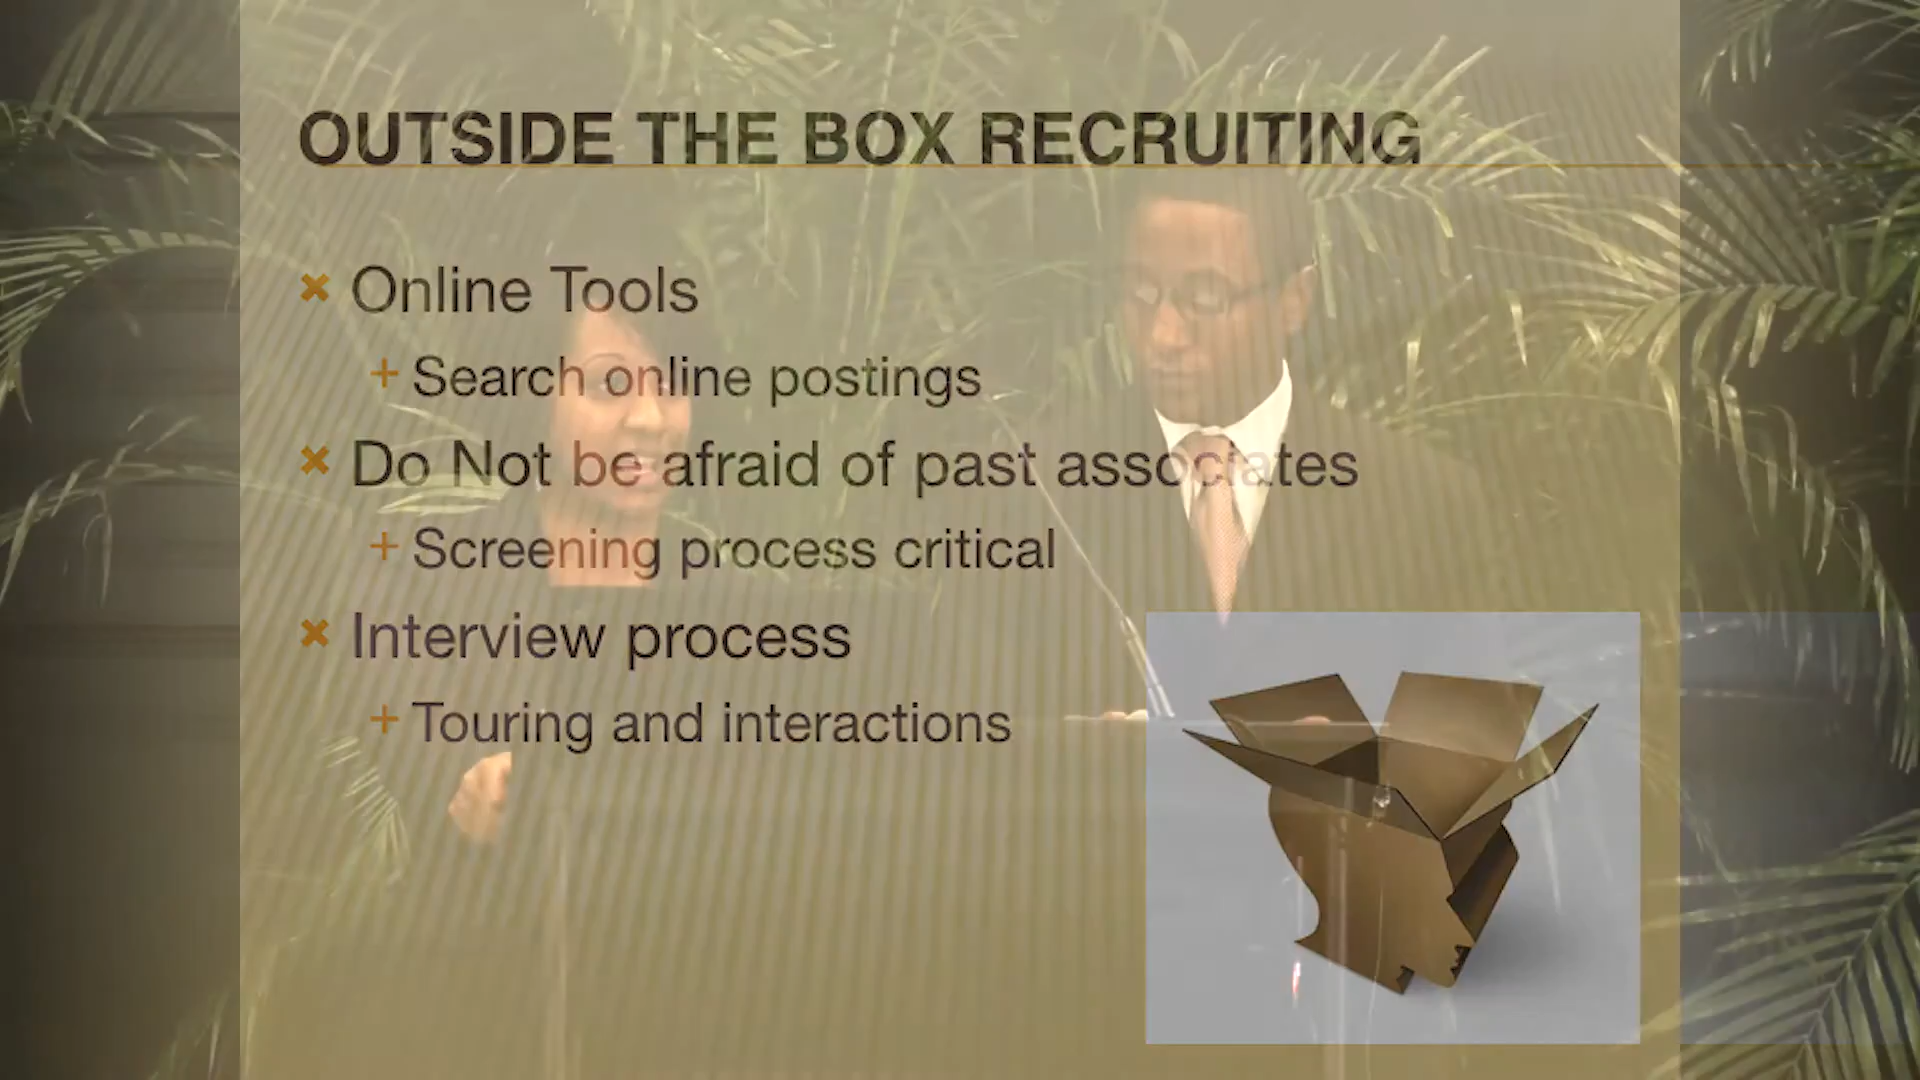 OUTSIDE THE BOX RECRUITING
Online Tools
Search online postings
Do Not be afraid of past associates
Screening process critical
Interview process
Touring and interactions